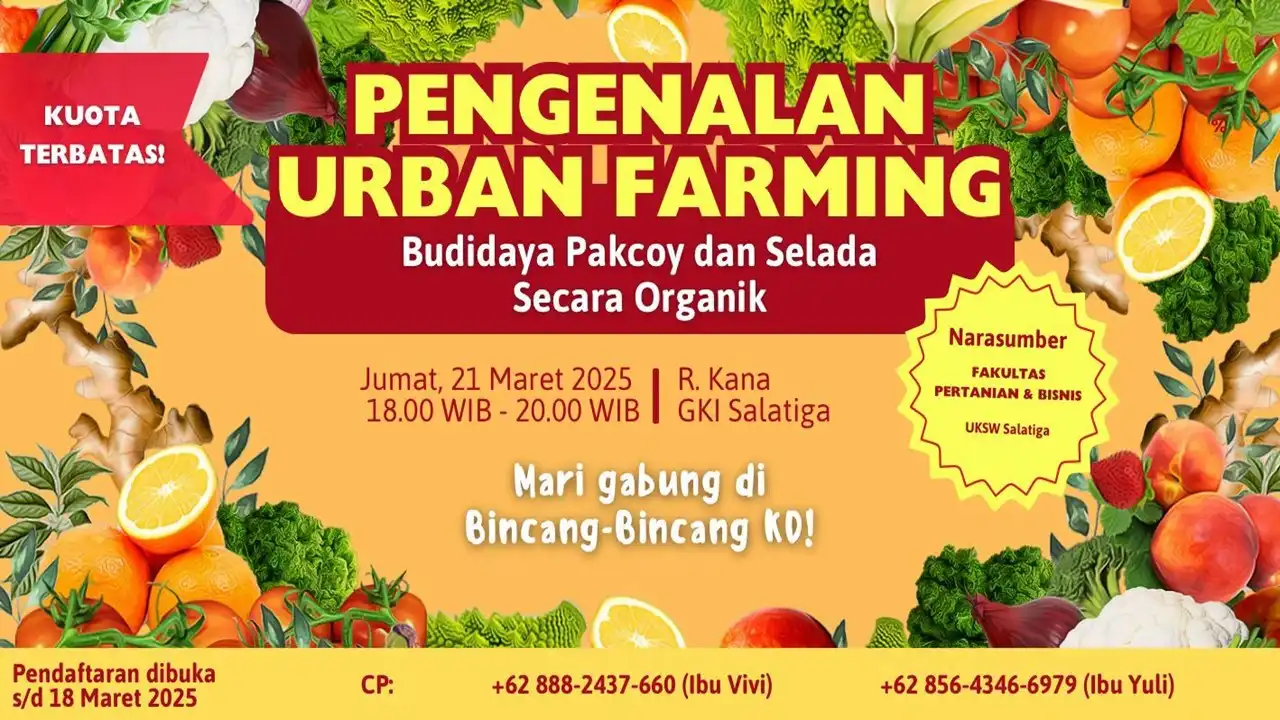 KUOTA
TERBATAS!
PENGENALAN
URBAN FARMING
Budidaya Pakcoy dan Selada
Secara Organik
Jumat, 21 Maret 2025
18.00 WIB - 20.00 WIB
R. Kana
GKI Salatiga
Narasumber
FAKULTAS
PERTANIAN & BISNIS
UKSW Salatiga
Mari gabung di
Bincang-Bincang KD!
Pendaftaran dibuka
s/d 18 Maret 2025
CP:
+62 888-2437-660 (Ibu Vivi)
+62 856-4346-6979 (Ibu Yuli)